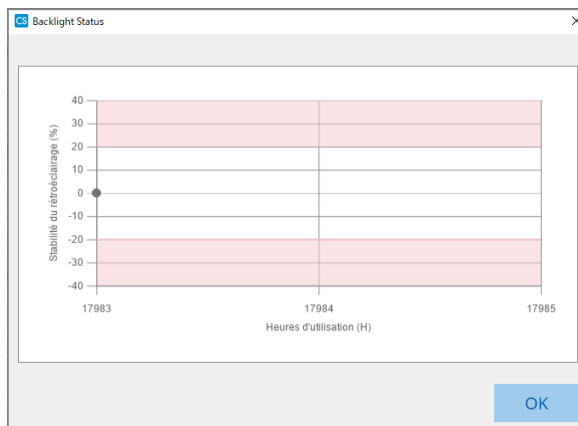 CS Backlight Status
Stabilité du rétroéclairage (%)
40
30
20
10
0
-10
-20
-30
-40
17983 17984 17985
Heures d'utilisation (H)
OK